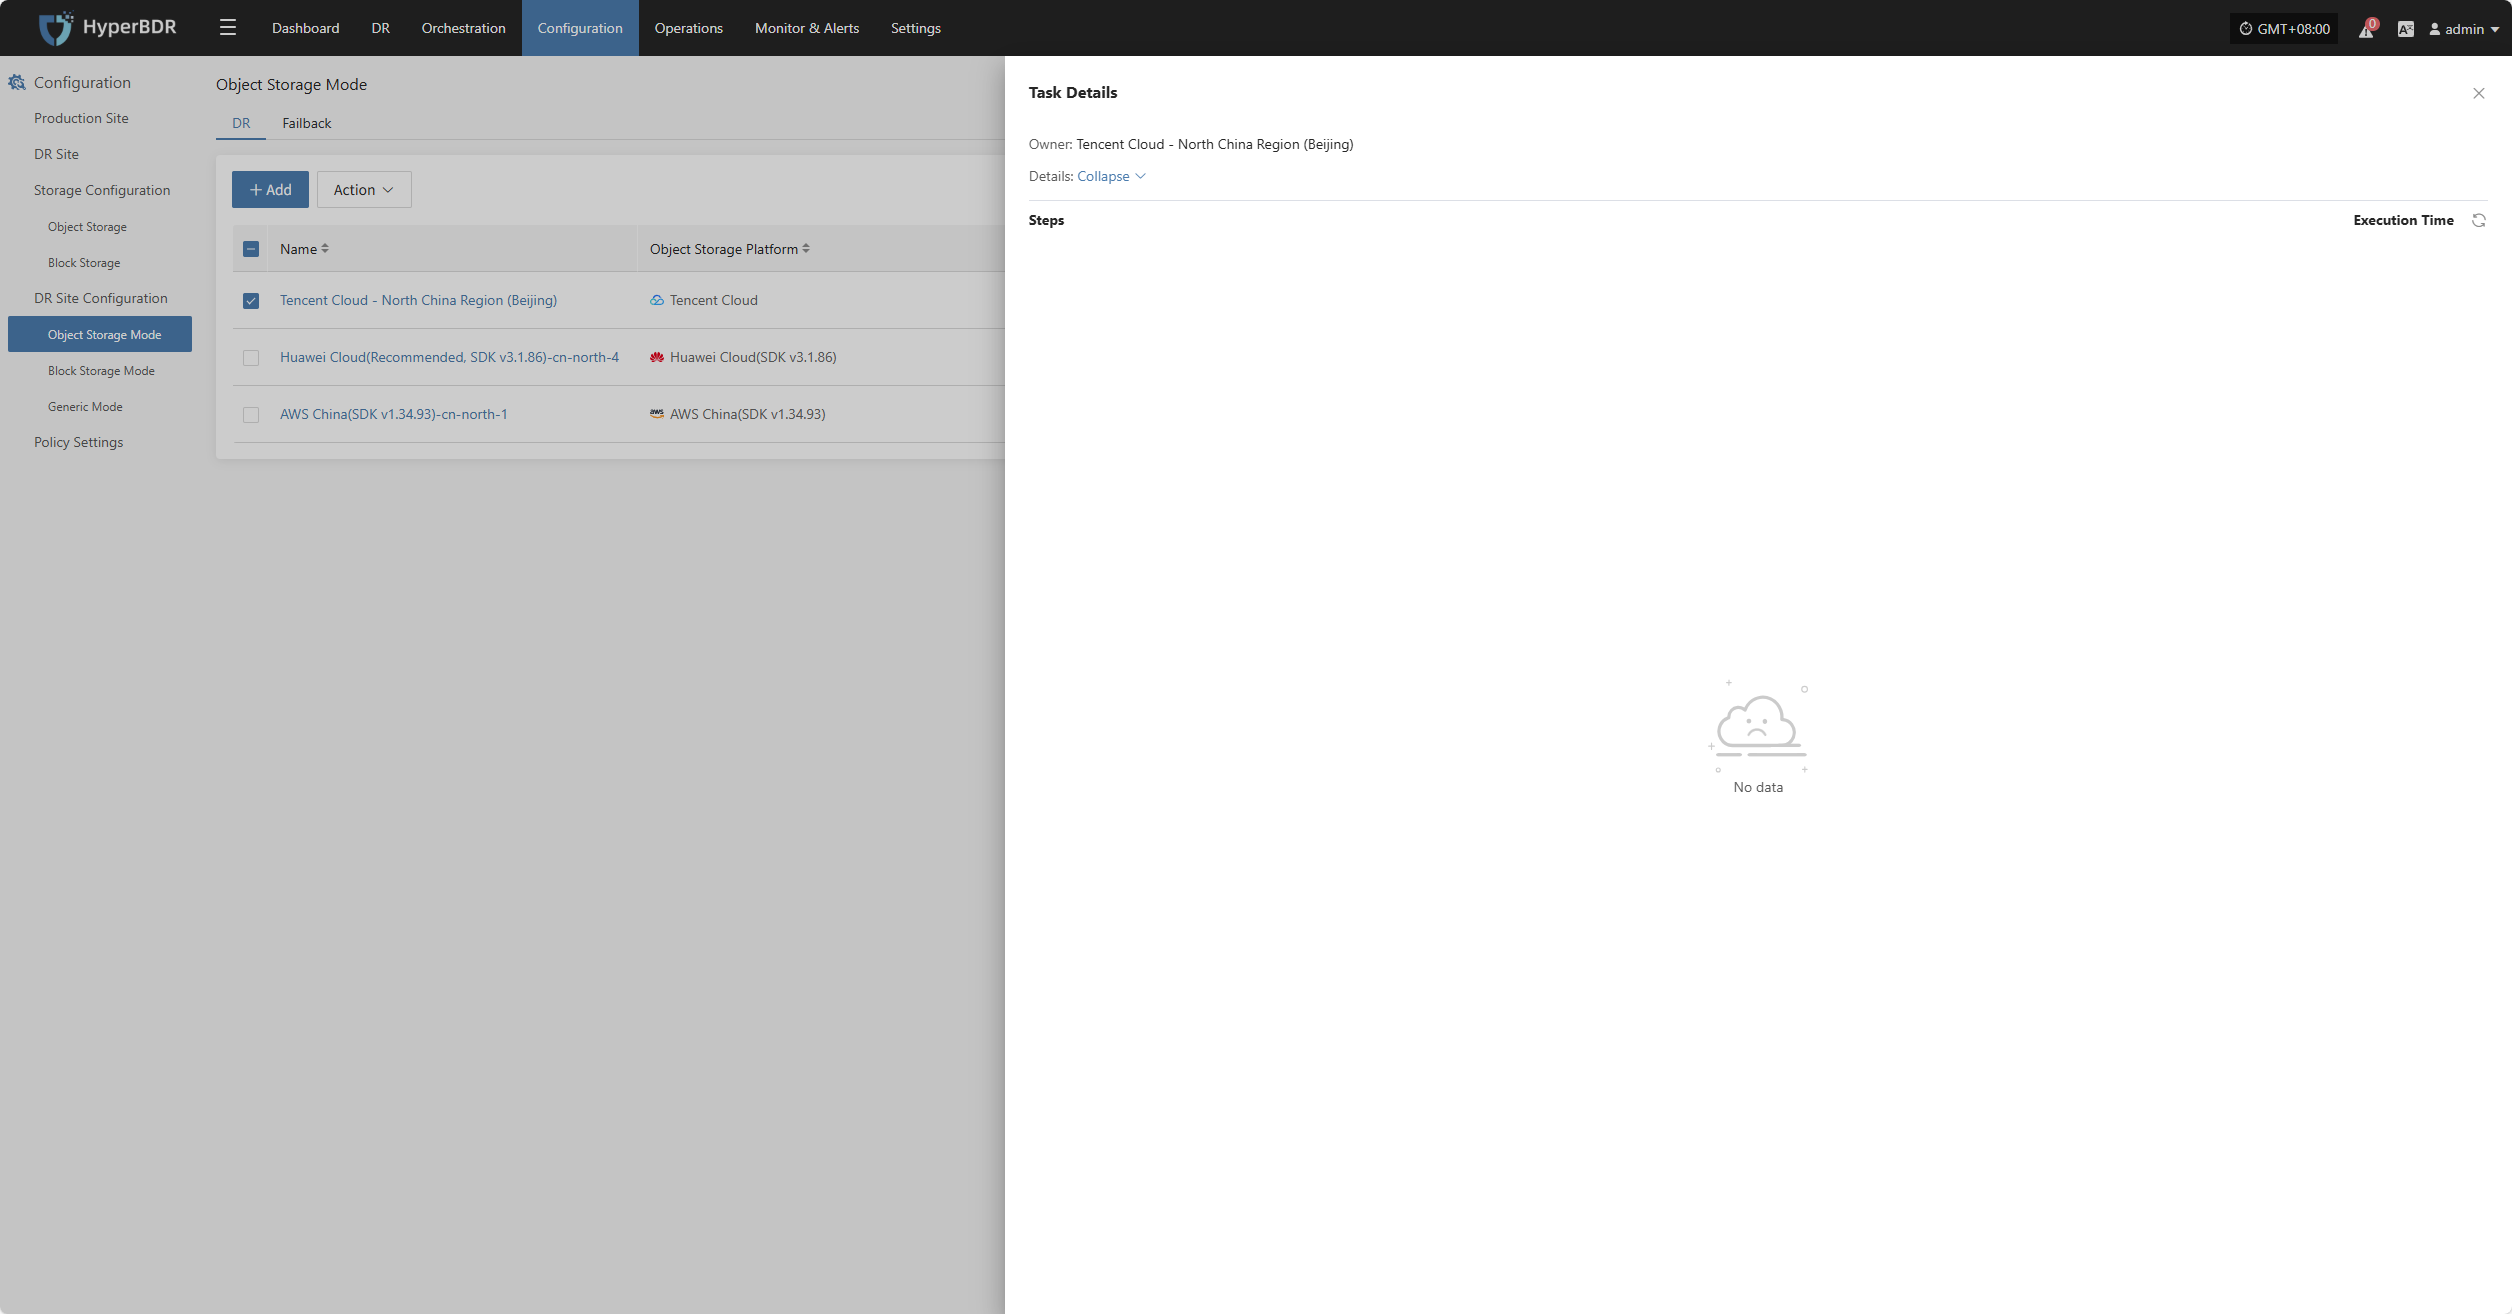 HyperBDR
Dashboard
DR
Orchestration
Configuration
Operations
Monitor & Alerts
Settings
GMT+08:00
0
admin
Configuration
Production Site
DR Site
Storage Configuration
Object Storage
Block Storage
DR Site Configuration
Object Storage Mode
Block Storage Mode
Generic Mode
Policy Settings
Object Storage Mode
DR
Failback
+ Add
Action
Name
Object Storage Platform
Tencent Cloud - North China Region (Beijing)
Tencent Cloud
Huawei Cloud(Recommended, SDK v3.1.86)-cn-north-4
Huawei Cloud(SDK v3.1.86)
AWS China(SDK v1.34.93)-cn-north-1
aws
AWS China(SDK v1.34.93)
Task Details
Owner: Tencent Cloud - North China Region (Beijing)
Details: Collapse
Steps
Execution Time
No data